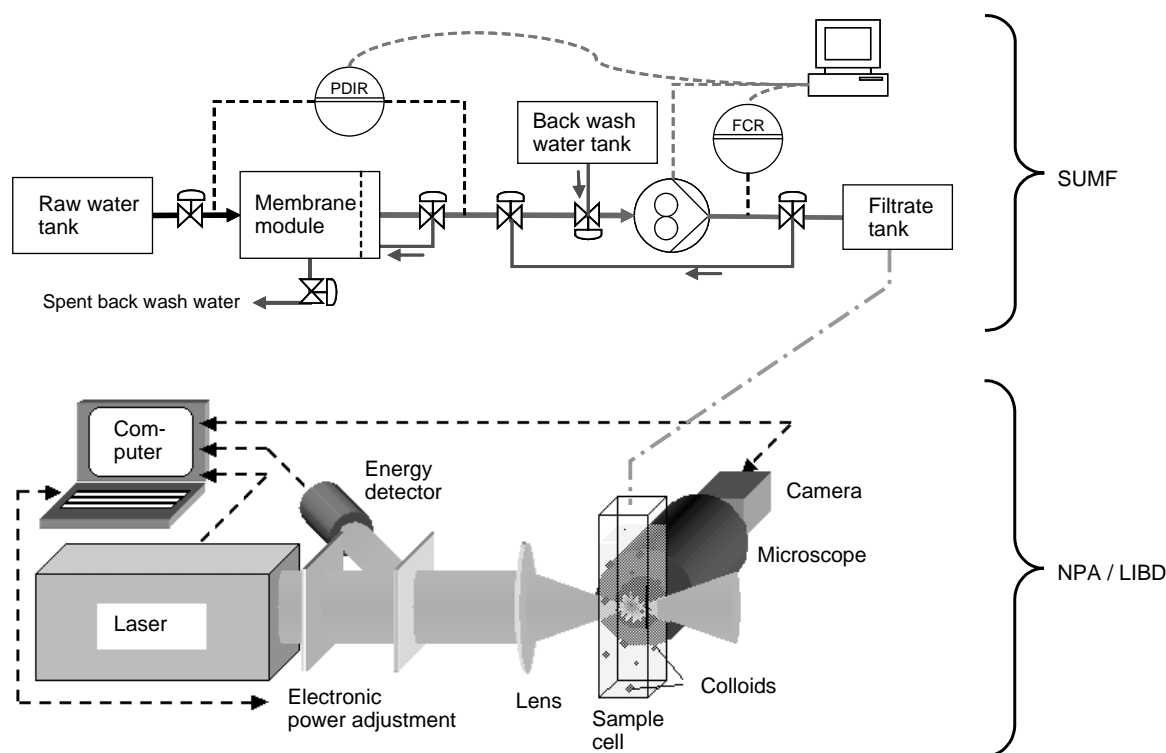 PDIR
Back wash
water tank
FCR
Raw water
tank
Membrane
module
Filtrate
tank
SUMF
Spent back wash water
Com-
puter
Energy
detector
Camera
Microscope
NPA / LIBD
Laser
Electronic
power adjustment
Lens
Sample
cell
Colloids